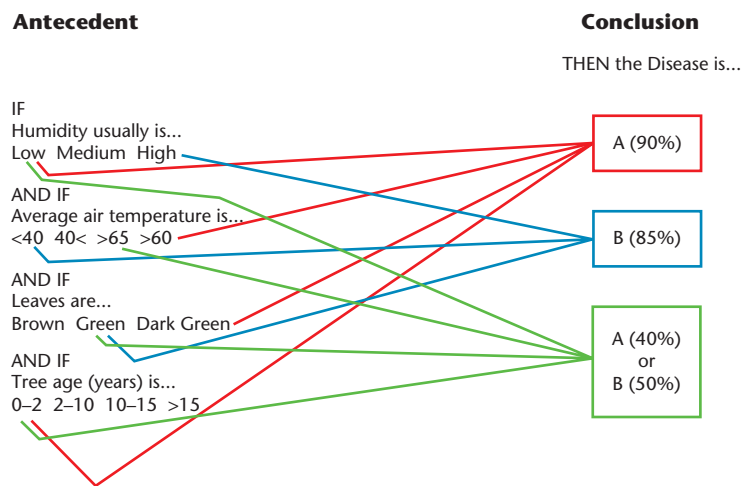 Antecedent
Conclusion
THEN the Disease is...
IF
Humidity usually is...
Low Medium High
AND IF
Average air temperature is...
<40 40< >65 >60
AND IF
Leaves are...
Brown Green Dark Green
AND IF
Tree age (years) is...
0–2 2–10 10–15 >15
A (90%)
B (85%)
A (40%)
or
B (50%)